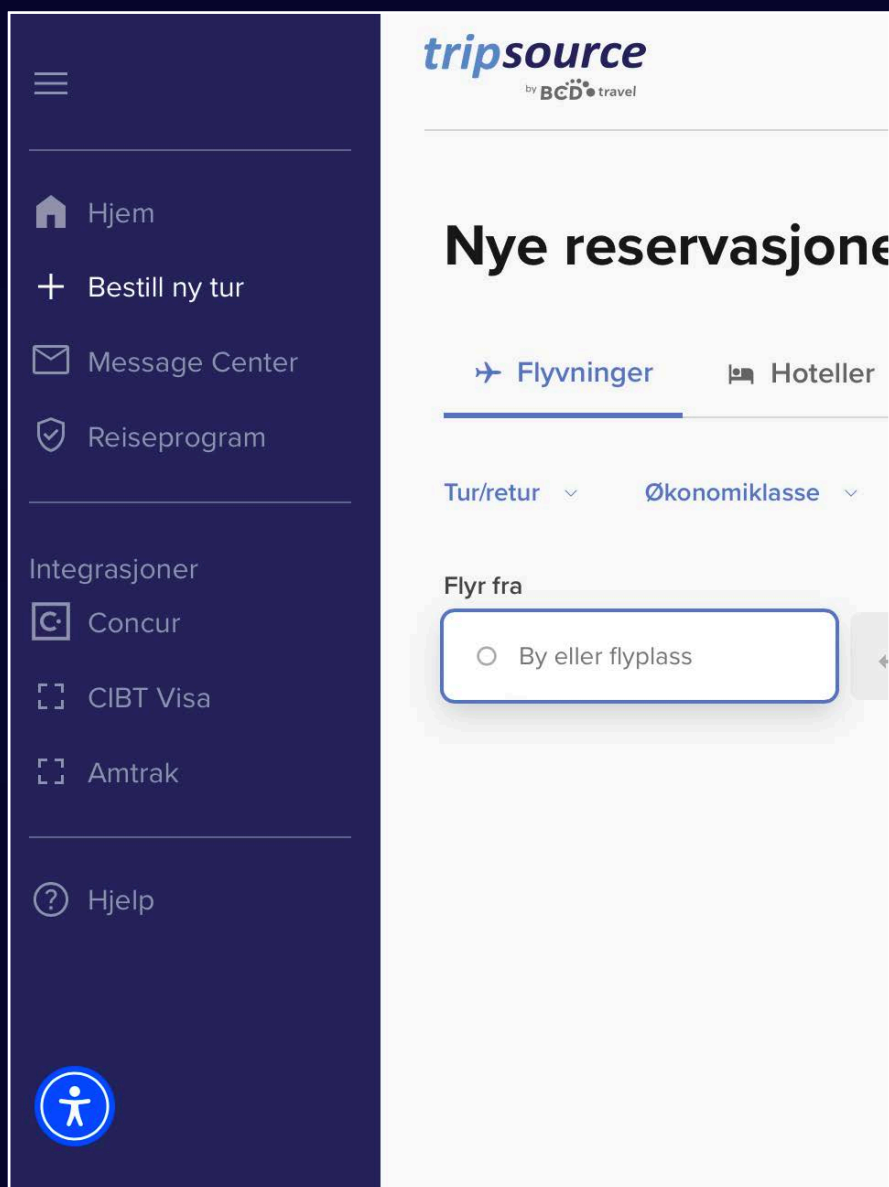 tripsource
by BCD travel
Hjem
Bestill ny tur
Message Center
Reiseprogram
Integrasjoner
Concur
CIBT Visa
Amtrak
Hjelp
Nye reservasjone
Flyvninger
Hoteller
Tur/retur
Økonomiklasse
Flyr fra
By eller flyplass